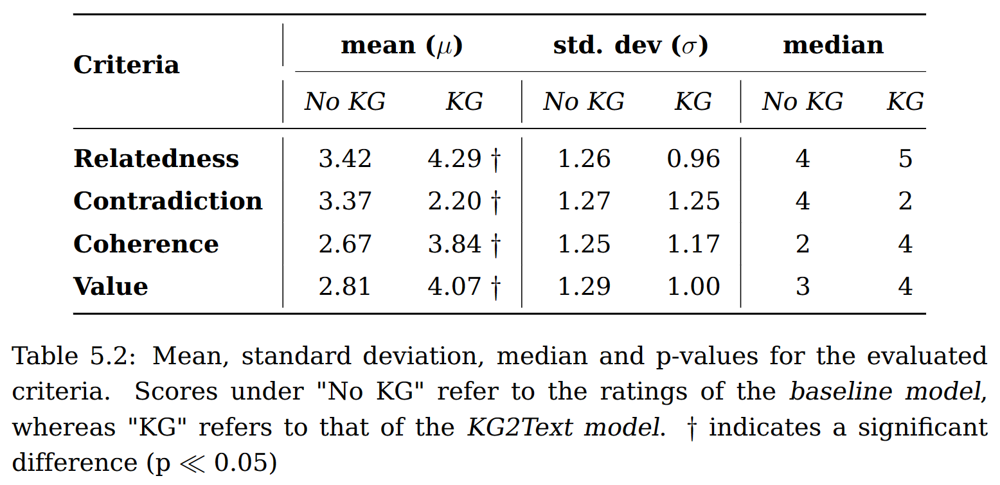 Criteria mean (μ) std. dev (σ) median
No KG KG No KG KG No KG KG
Relatedness 3.42 4.29 † 1.26 0.96 4 5
Contradiction 3.37 2.20 † 1.27 1.25 4 2
Coherence 2.67 3.84 † 1.25 1.17 2 4
Value 2.81 4.07 † 1.29 1.00 3 4
Table 5.2: Mean, standard deviation, median and p-values for the evaluated
criteria. Scores under "No KG" refer to the ratings of the baseline model,
whereas "KG" refers to that of the KG2Text model. † indicates a significant
difference (p ≪ 0.05)